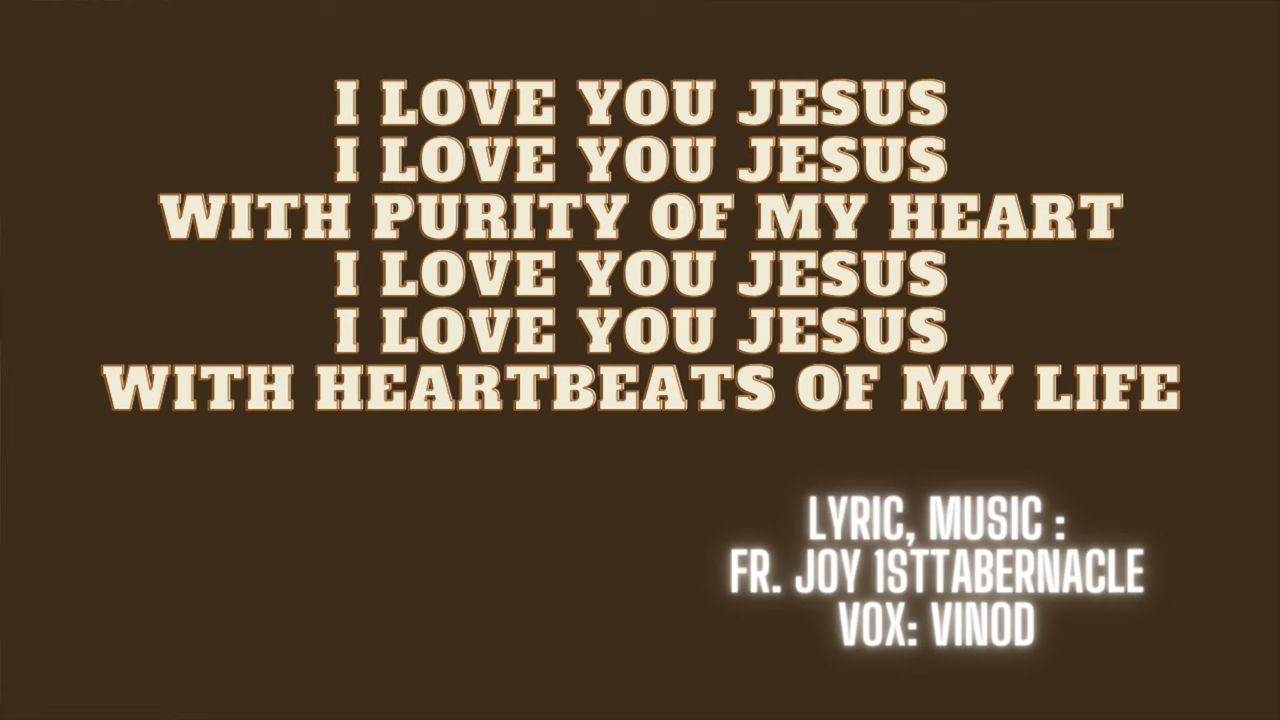 I LOVE YOU JESUS
I LOVE YOU JESUS
WITH PURITY OF MY HEART
I LOVE YOU JESUS
I LOVE YOU JESUS
WITH HEARTBEATS OF MY LIFE
LYRIC, MUSIC :
FR. JOY 1STTABERNACLE
VOX: VINOD